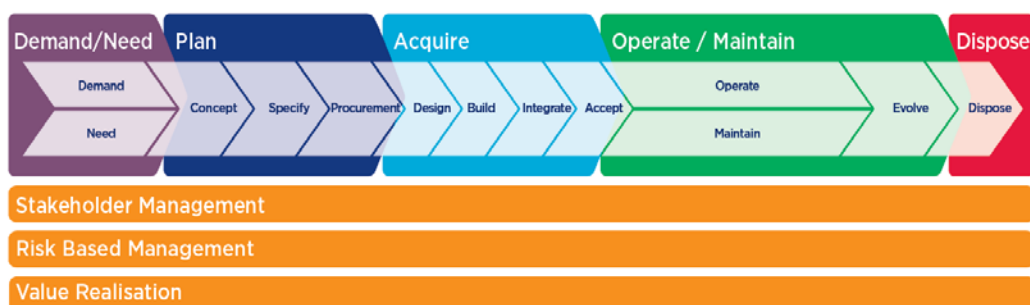 Demand/Need
Plan
Acquire
Operate / Maintain
Dispose
Demand
Need
Concept
Specify
Procurement
Design
Build
Integrate
Accept
Operate
Maintain
Evolve
Dispose
Stakeholder Management
Risk Based Management
Value Realisation